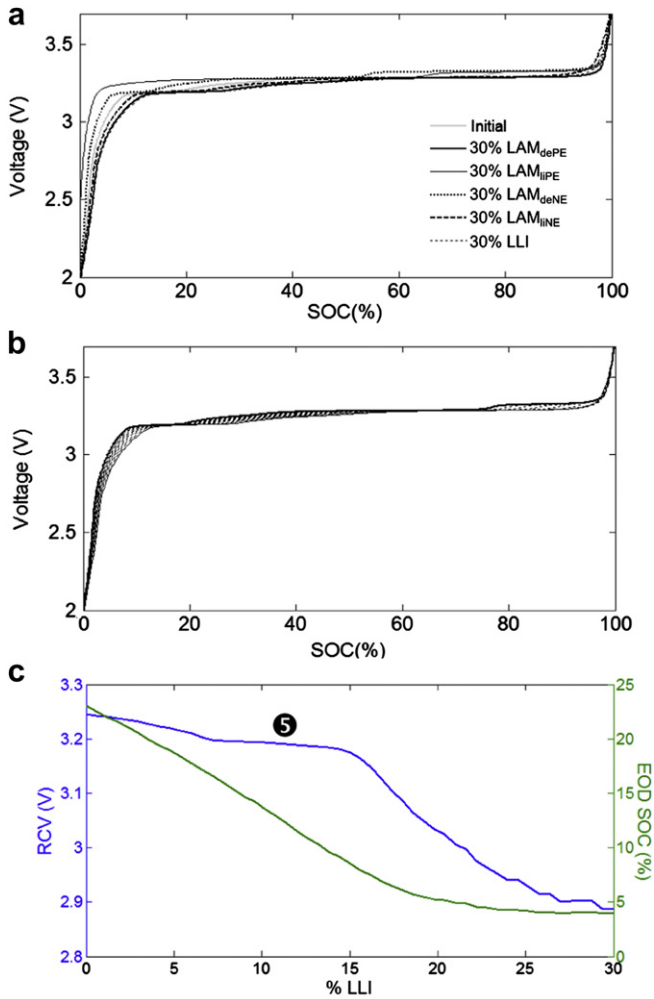 a
3.5
3
2.5
2
Voltage (V)
Initial
30% LAMdePE
30% LAMliPE
30% LAMdeNE
30% LAMliNE
30% LLI
0 20 40 60 80 100
SOC(%)
b
3.5
3
2.5
2
Voltage (V)
0 20 40 60 80 100
SOC(%)
c
3.3
3.2
3.1
3
2.9
2.8
RCV (V)
5
25
20
15
10
5
0
EOD SOC (%)
0 5 10 15 20 25 30
% LLI